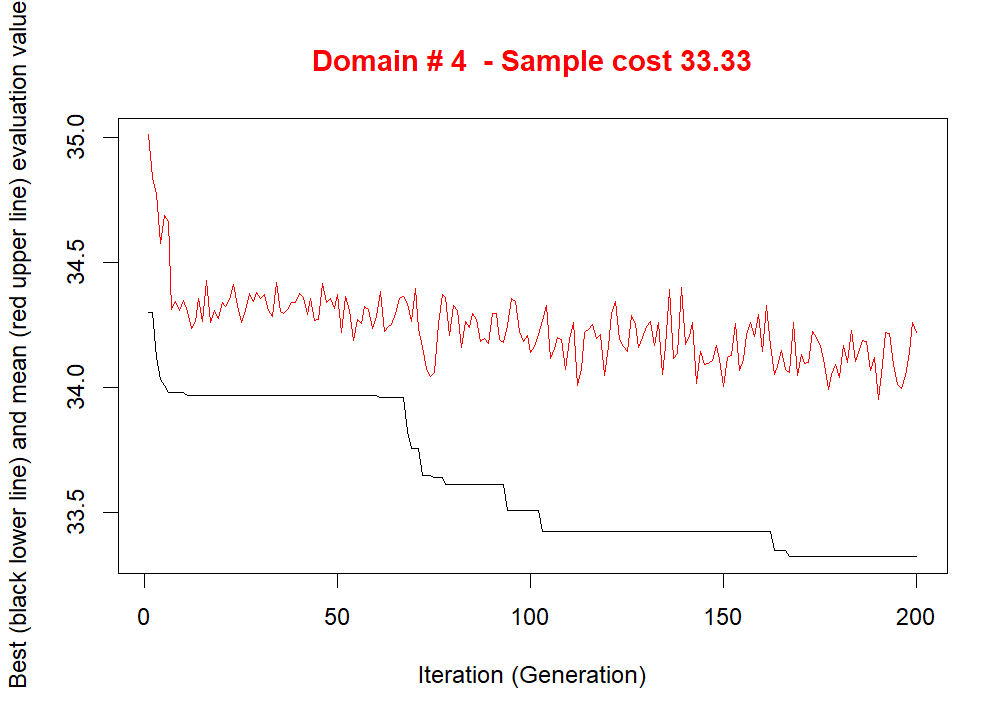 Domain # 4  - Sample cost 33.33
Best (black lower line) and mean (red upper line) evaluation value
35.0
34.5
34.0
33.5
0 50 100 150 200
Iteration (Generation)